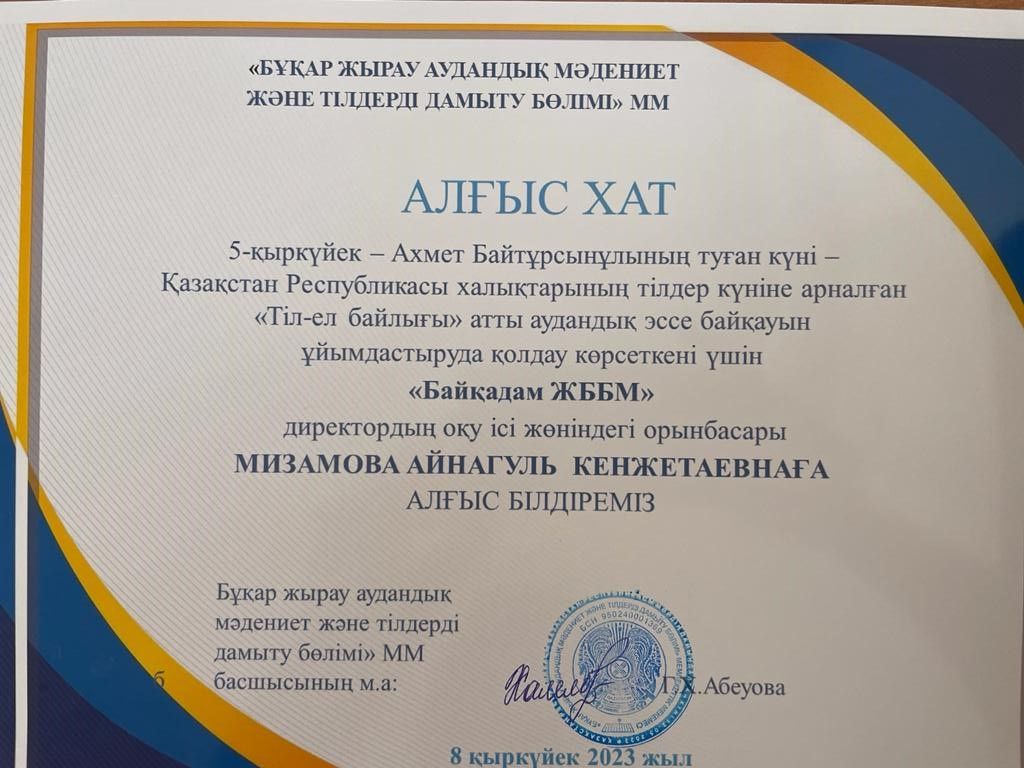 «БҰҚАР ЖЫРАУ АУДАНДЫҚ МӘДЕНИЕТ
ЖӘНЕ ТІЛДЕРДІ ДАМЫТУ БӨЛІМІ» ММ
АЛҒЫС ХАТ
5-қыркүйек – Ахмет Байтұрсынұлының туған күні –
Қазақстан Республикасы халықтарының тілдер күніне арналған
«Тіл-ел байлығы» атты аудандық эссе байқауын
ұйымдастыруда қолдау көрсеткені үшін
«Байқадам ЖББМ»
директордың оқу ісі жөніндегі орынбасары
МИЗАМОВА АЙНАГУЛЬ КЕНЖЕТАЕВНАҒА
АЛҒЫС БІЛДІРЕМІЗ
Бұқар жырау аудандық
мәдениет және тілдерді
дамыту бөлімі» ММ
б басшысының м.а:
Г.Х.Абеуова
БСН 950240001369
8 қыркүйек 2023 жыл